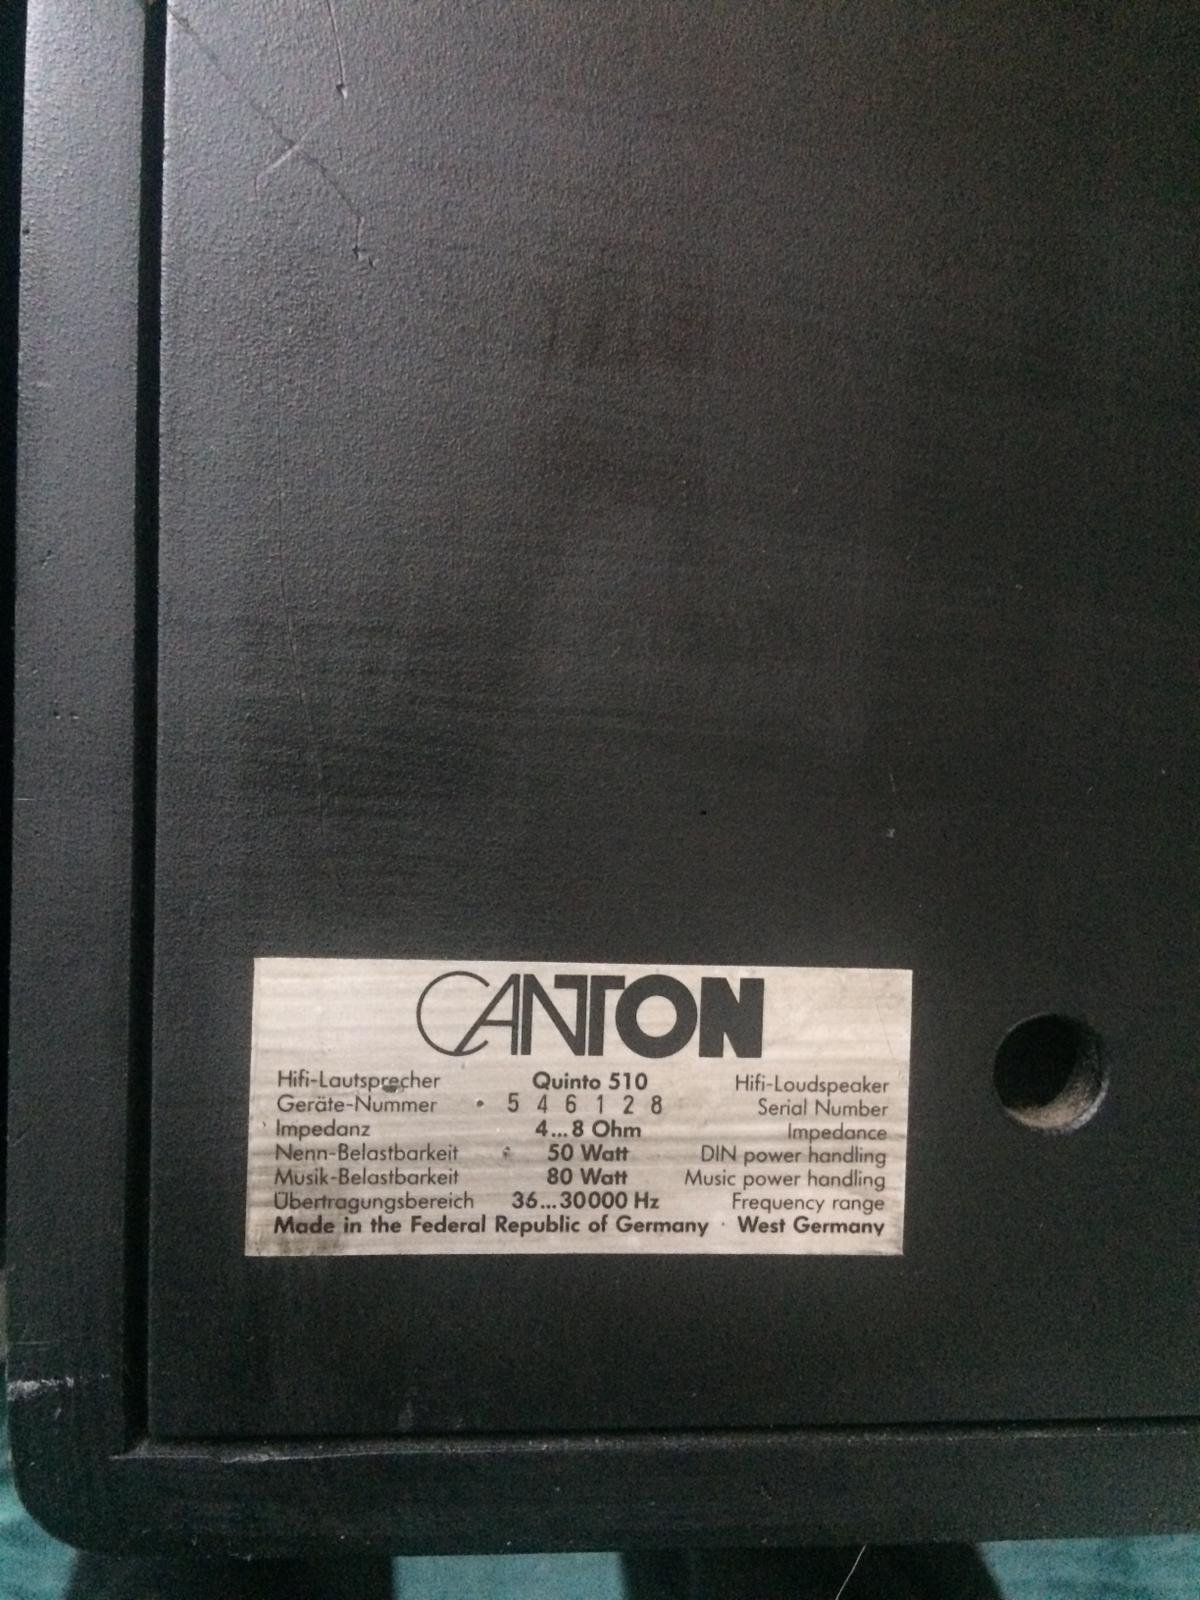 CANTON
Hifi-Lautsprecher Quinto 510 Hifi-Loudspeaker
Geräte-Nummer 546128 Serial Number
Impedanz 4...8 Ohm Impedance
Nenn-Belastbarkeit 50 Watt DIN power handling
Musik-Belastbarkeit 80 Watt Music power handling
Übertragungsbereich 36...30000 Hz Frequency range
Made in the Federal Republic of Germany · West Germany